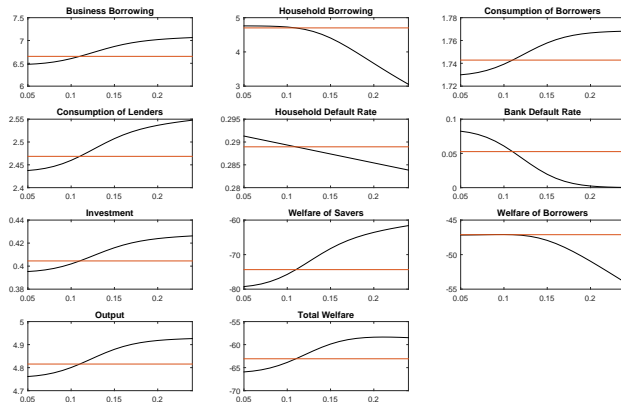 Business Borrowing
7.5
7
6.5
6
0.05 0.1 0.15 0.2
Household Borrowing
5
4
3
0.05 0.1 0.15 0.2
Consumption of Borrowers
1.78
1.76
1.74
1.72
0.05 0.1 0.15 0.2
Consumption of Lenders
2.55
2.5
2.45
2.4
0.05 0.1 0.15 0.2
Household Default Rate
0.295
0.29
0.285
0.28
0.05 0.1 0.15 0.2
Bank Default Rate
0.1
0.05
0
0.05 0.1 0.15 0.2
Investment
0.44
0.42
0.4
0.38
0.05 0.1 0.15 0.2
Welfare of Savers
-60
-70
-80
0.05 0.1 0.15 0.2
Welfare of Borrowers
-45
-50
-55
0.05 0.1 0.15 0.2
Output
5
4.9
4.8
4.7
0.05 0.1 0.15 0.2
Total Welfare
-55
-60
-65
-70
0.05 0.1 0.15 0.2